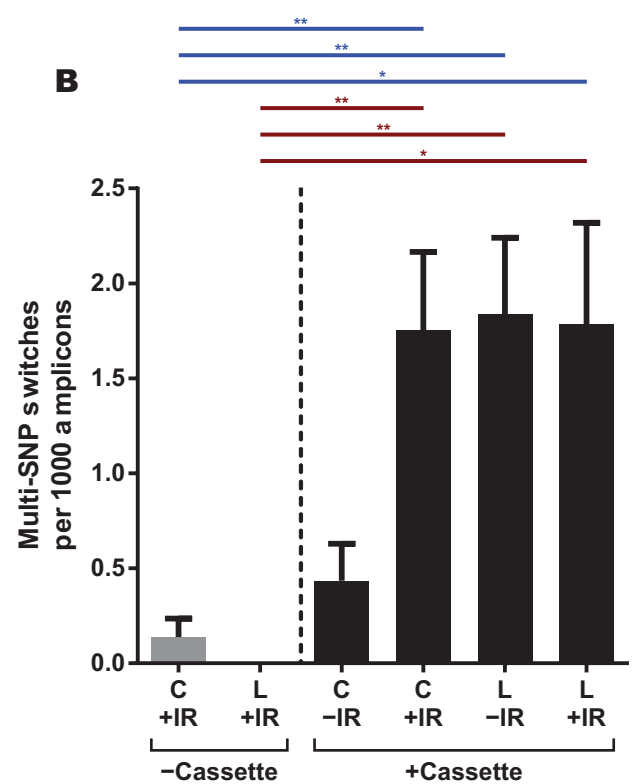 **
**
*
**
**
*
B
Multi-SNP switches
per 1000 amplicons
2.5
2.0
1.5
1.0
0.5
0.0
C L C C L L
+IR +IR −IR +IR −IR +IR
−Cassette +Cassette